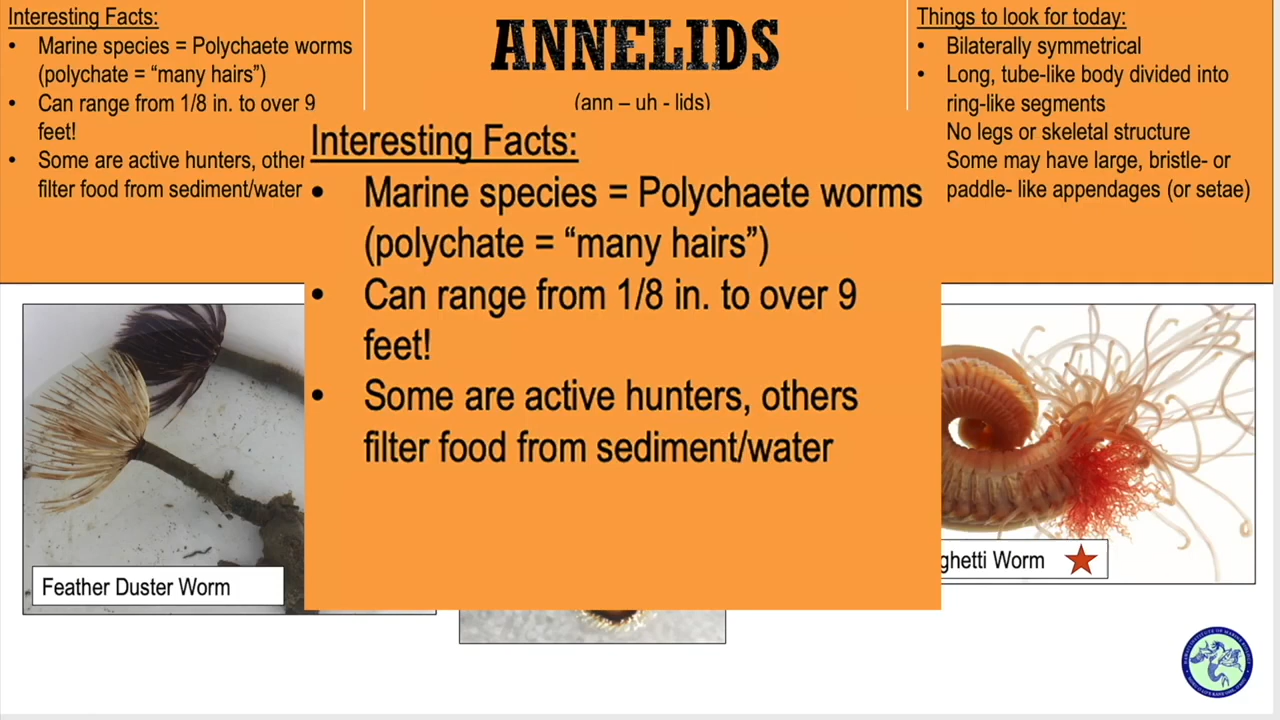 Interesting Facts:
• Marine species = Polychaete worms
(polychate = “many hairs”)
• Can range from 1/8 in. to over 9
feet!
• Some are active hunters, other
filter food from sediment/water
ANNELIDS
(ann – uh - lids)
Things to look for today:
• Bilaterally symmetrical
• Long, tube-like body divided into
ring-like segments
No legs or skeletal structure
Some may have large, bristle- or
paddle- like appendages (or setae)
Interesting Facts:
• Marine species = Polychaete worms
(polychate = “many hairs”)
• Can range from 1/8 in. to over 9
feet!
• Some are active hunters, others
filter food from sediment/water
Feather Duster Worm
ghetti Worm